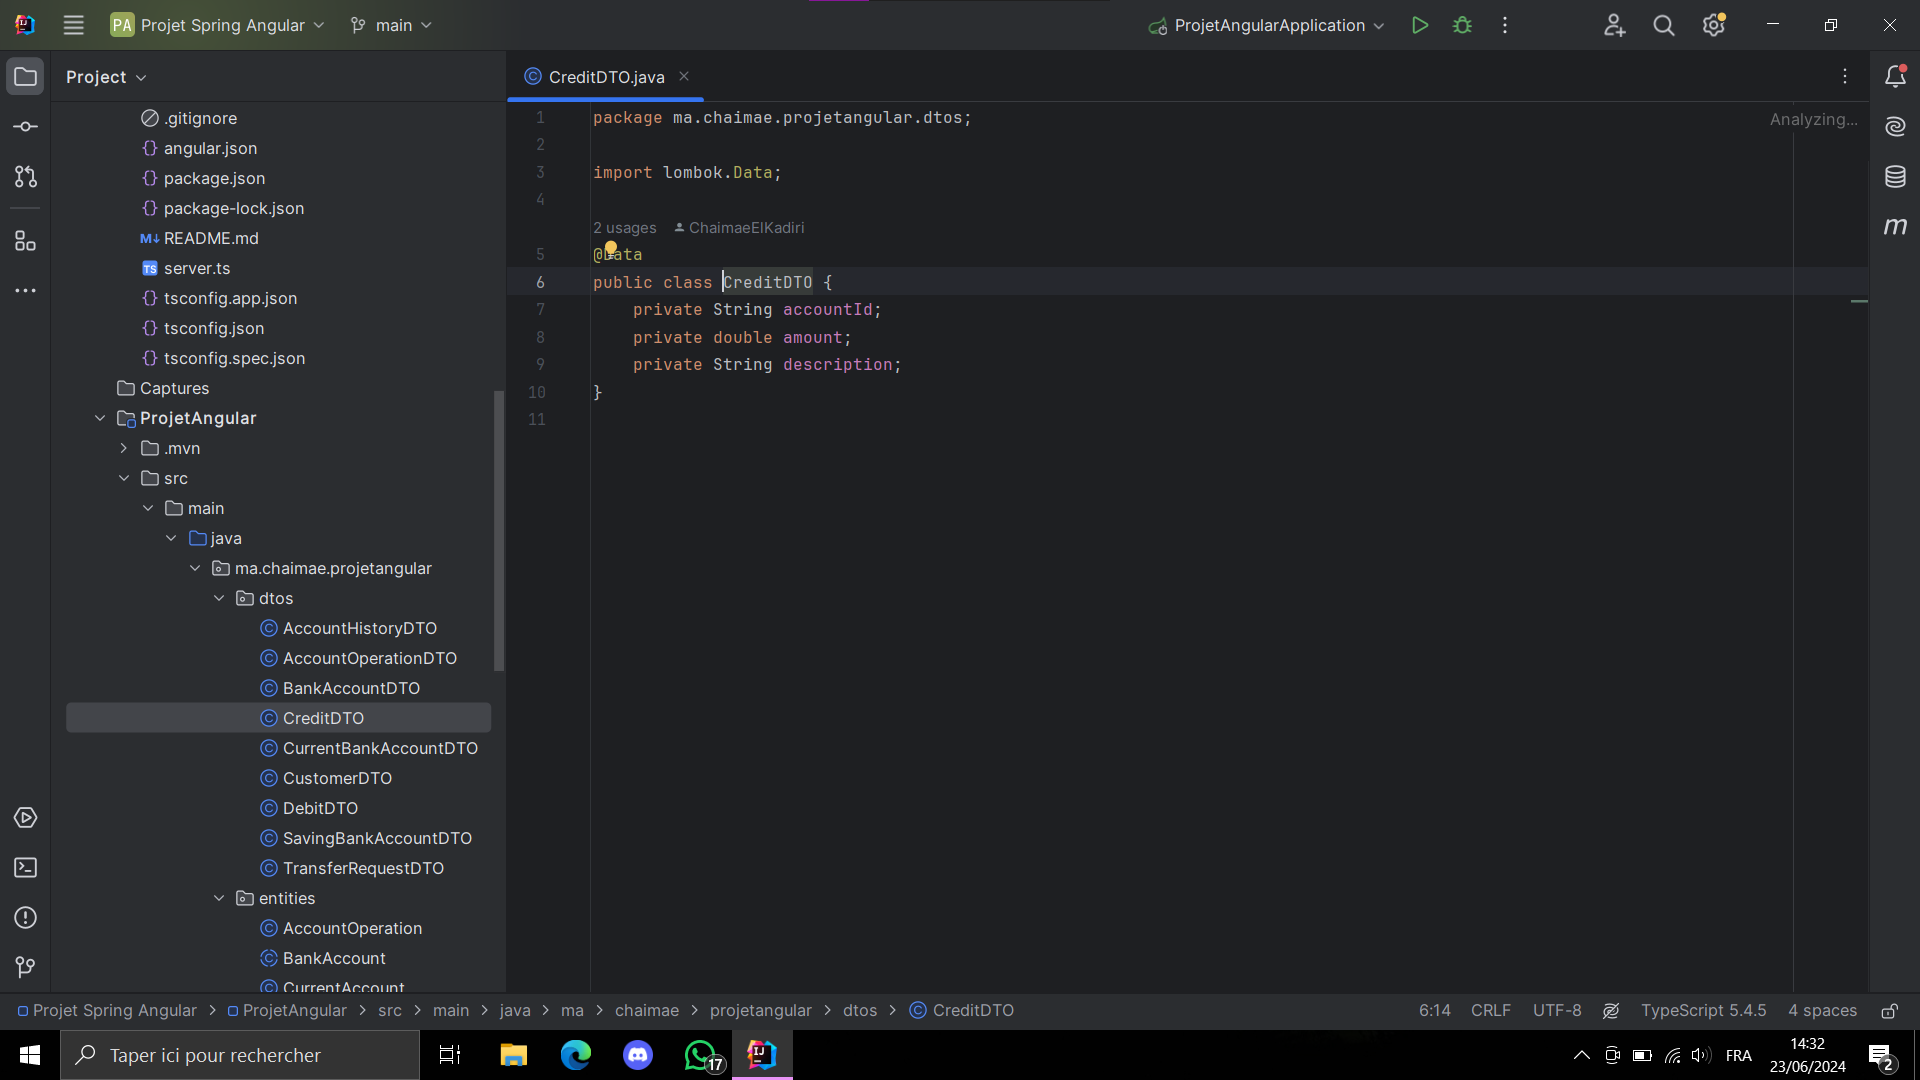 PA Projet Spring Angular
main
ProjetAngularApplication
Project
.gitignore
angular.json
package.json
package-lock.json
README.md
server.ts
tsconfig.app.json
tsconfig.json
tsconfig.spec.json
Captures
ProjetAngular
.mvn
src
main
java
ma.chaimae.projetangular
dtos
AccountHistoryDTO
AccountOperationDTO
BankAccountDTO
CreditDTO
CurrentBankAccountDTO
CustomerDTO
DebitDTO
SavingBankAccountDTO
TransferRequestDTO
entities
AccountOperation
BankAccount
CurrentAccount
CreditDTO.java
Analyzing...
1 package ma.chaimae.projetangular.dtos;
2
3 import lombok.Data;
4
2 usages ChaimaeElKadiri
5 @Data
6 public class CreditDTO {
7 private String accountId;
8 private double amount;
9 private String description;
10 }
11
Projet Spring Angular > ProjetAngular > src > main > java > ma > chaimae > projetangular > dtos > CreditDTO
6:14 CRLF UTF-8 TypeScript 5.4.5 4 spaces
Taper ici pour rechercher
17
FRA
14:32
23/06/2024
2